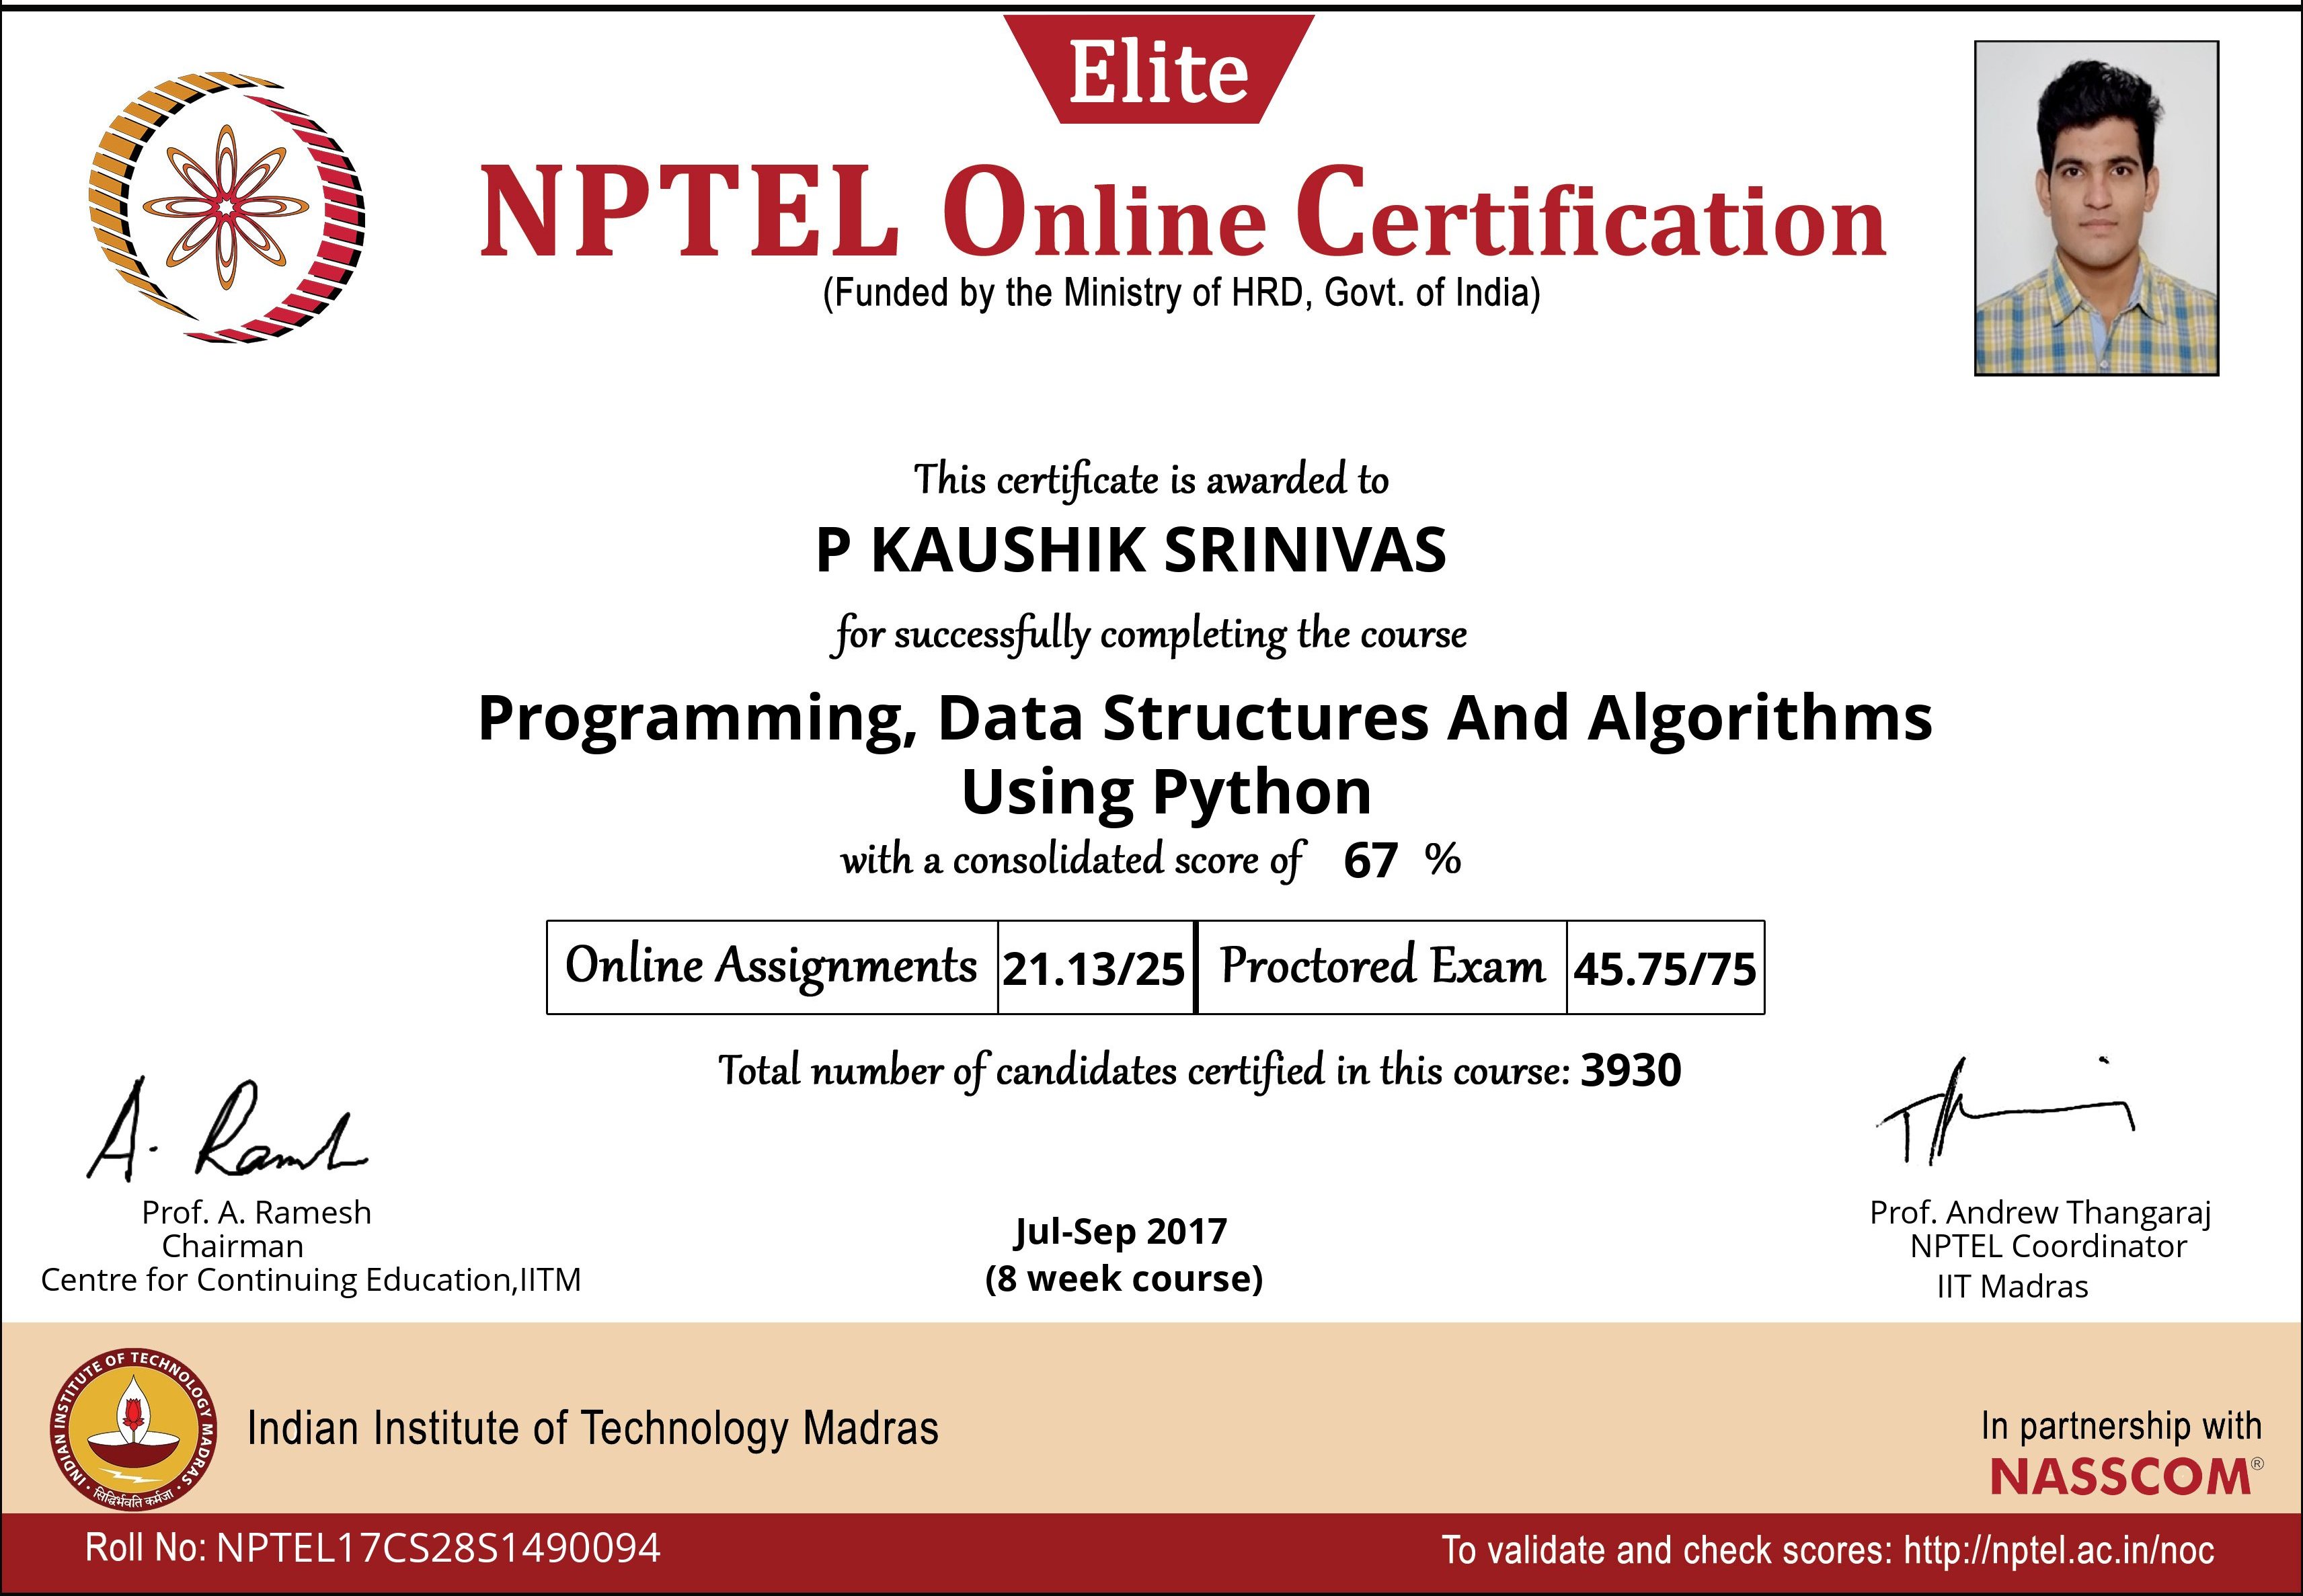 Elite
NPTEL Online Certification
(Funded by the Ministry of HRD, Govt. of India)
This certificate is awarded to
P KAUSHIK SRINIVAS
for successfully completing the course
Programming, Data Structures And Algorithms
Using Python
with a consolidated score of 67 %
Online Assignments 21.13/25 Proctored Exam 45.75/75
Total number of candidates certified in this course: 3930
A. Ramesh
Prof. A. Ramesh
Chairman
Centre for Continuing Education,IITM
Jul-Sep 2017
(8 week course)
Prof. Andrew Thangaraj
NPTEL Coordinator
IIT Madras
INDIAN INSTITUTE OF TECHNOLOGY MADRAS
सिद्धिर्भवति कर्मजा
Indian Institute of Technology Madras
In partnership with
NASSCOM®
Roll No: NPTEL17CS28S1490094
To validate and check scores: http://nptel.ac.in/noc